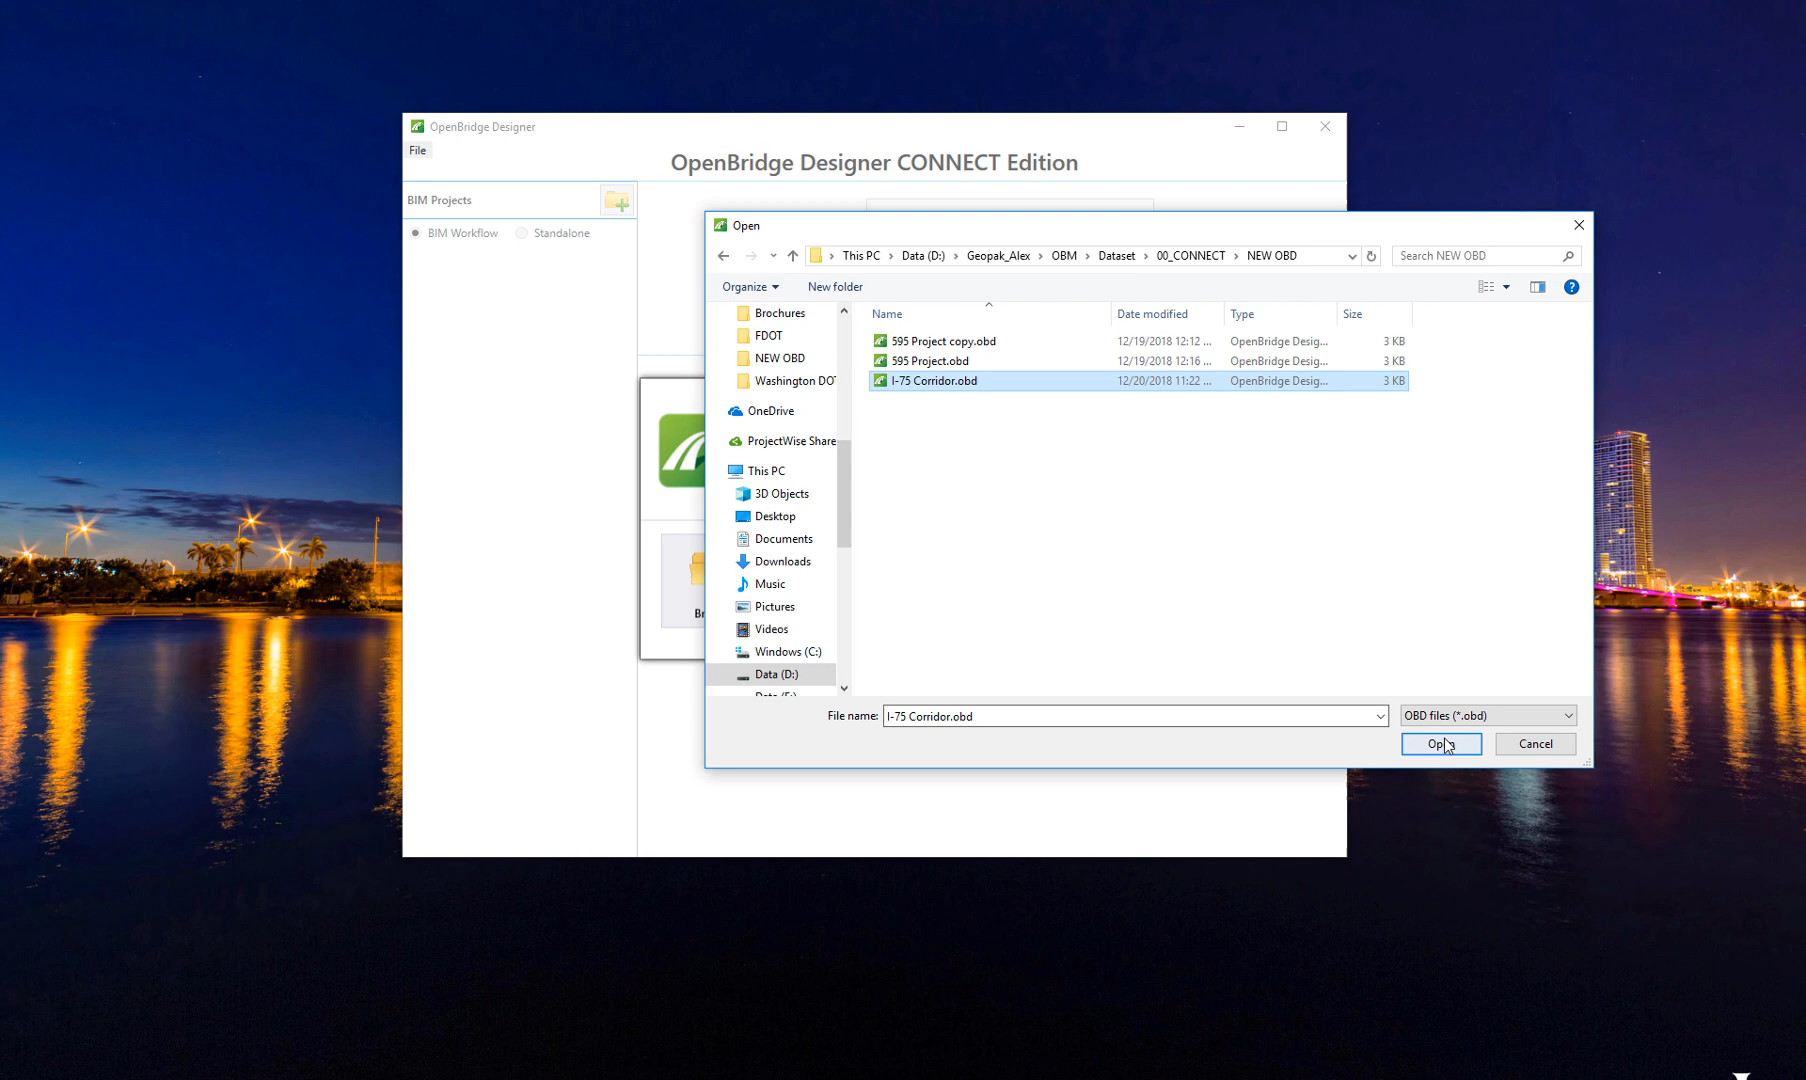 OpenBridge Designer
File
OpenBridge Designer CONNECT Edition
BIM Projects
BIM Workflow Standalone
Open
This PC › Data (D:) › Geopak_Alex › OBM › Dataset › 00_CONNECT › NEW OBD
Search NEW OBD
Organize New folder
Name Date modified Type Size
595 Project copy.obd 12/19/2018 12:12 ... OpenBridge Desig... 3 KB
595 Project.obd 12/19/2018 12:16 ... OpenBridge Desig... 3 KB
I-75 Corridor.obd 12/20/2018 11:22 ... OpenBridge Desig... 3 KB
Brochures
FDOT
NEW OBD
Washington DO
OneDrive
ProjectWise Share
This PC
3D Objects
Desktop
Documents
Downloads
Music
Pictures
Videos
Windows (C:)
Data (D:)
Br
File name: I-75 Corridor.obd OBD files (*.obd)
Open Cancel